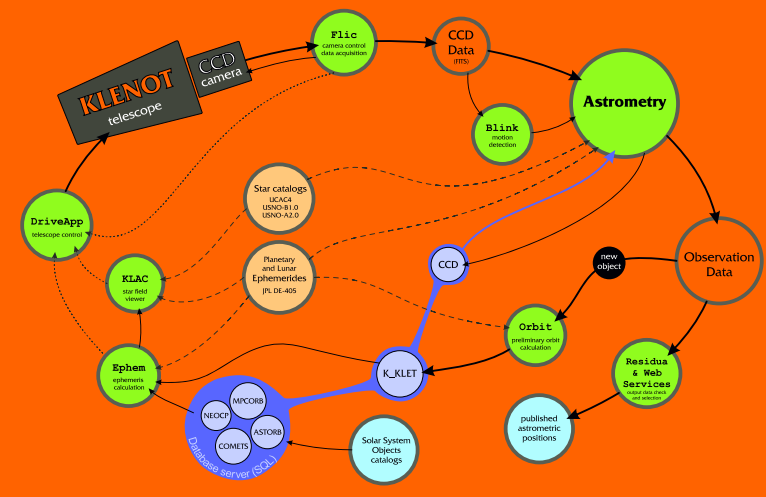 KLENOT
telescope
CCD
camera
Flic
camera control
data acquisition
CCD
Data
(FITS)
Blink
motion
detection
Astrometry
DriveApp
telescope control
Star catalogs
UCAC4
USNO-B1.0
USNO-A2.0
KLAC
star field
viewer
Planetary
and Lunar
Ephemerides
JPL DE-405
CCD
new
object
Observation
Data
Ephem
ephemeris
calculation
K_KLET
Orbit
preliminary orbit
calculation
Residua
& Web
Services
output data check
and selection
MPCORB
NEOCP
ASTORB
COMETS
Database server (SQL)
Solar System
Objects
catalogs
published
astrometric
positions